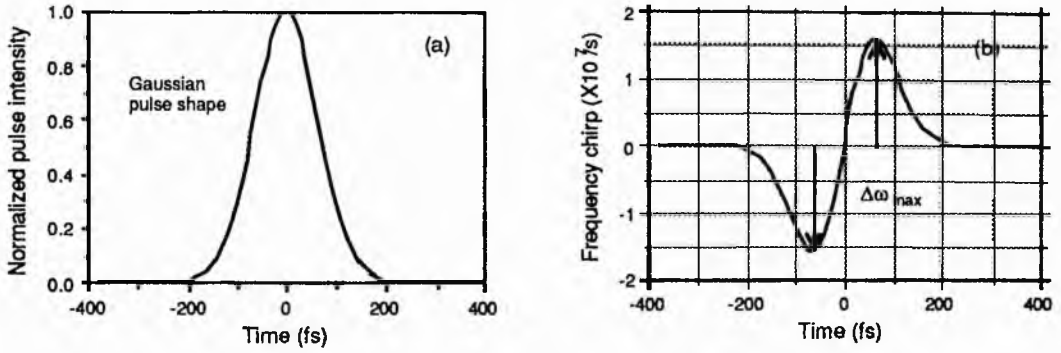 Normalized pulse intensity
1.0
0.8
0.6
0.4
0.2
0.0
-400
-200
0
200
400
Time (fs)
Gaussian
pulse shape
(a)
Frequency chirp (X10⁷/s)
2
1
0
-1
-2
-400
-200
0
200
400
Time (fs)
(b)
Δω max